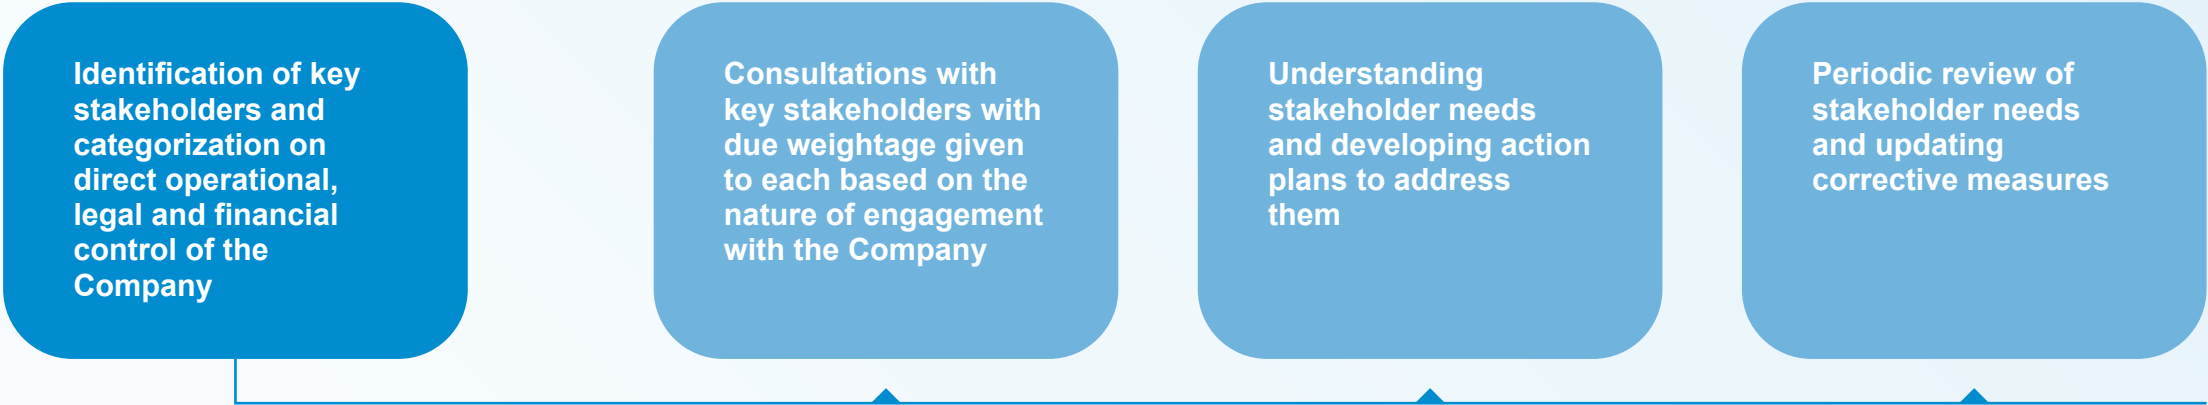 Identification of key
stakeholders and
categorization on
direct operational,
legal and financial
control of the
Company
Consultations with
key stakeholders with
due weightage given
to each based on the
nature of engagement
with the Company
Understanding
stakeholder needs
and developing action
plans to address
them
Periodic review of
stakeholder needs
and updating
corrective measures